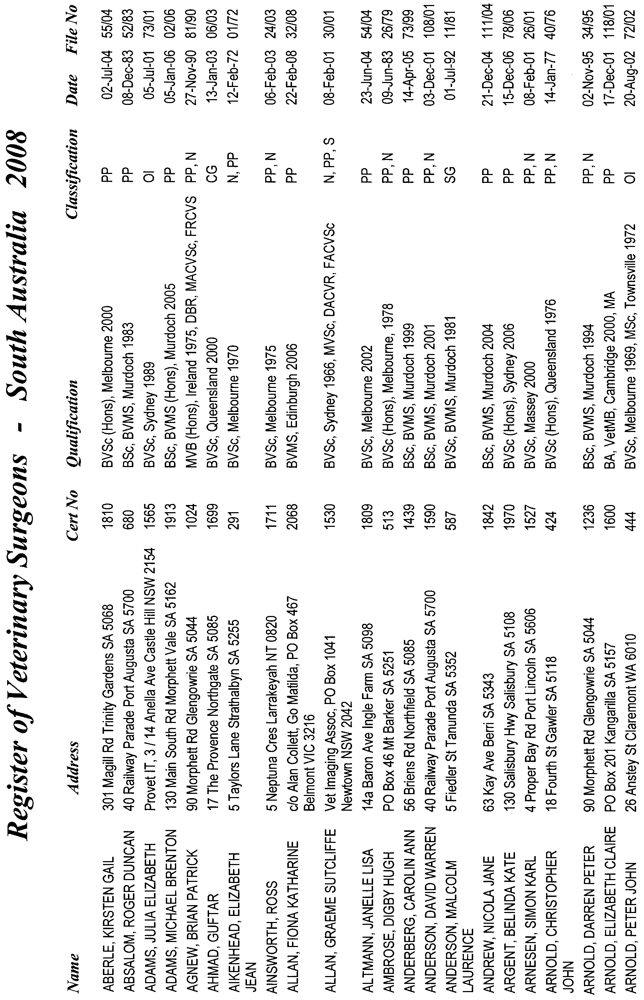 Register of Veterinary Surgeons - South Australia 2008
Name Address Cert No Qualification Classification Date File No
ABERLE, KIRSTEN GAIL 301 Magill Rd Trinity Gardens SA 5068 1810 BVSc (Hons), Melbourne 2000 PP 02-Jul-04 55/04
ABSALOM, ROGER DUNCAN 40 Railway Parade Port Augusta SA 5700 680 BSc, BVMS, Murdoch 1983 PP 08-Dec-83 52/83
ADAMS, JULIA ELIZABETH Provet IT, 3 / 14 Anella Ave Castle Hill NSW 2154 1565 BVSc, Sydney 1989 OI 05-Jul-01 73/01
ADAMS, MICHAEL BRENTON 130 Main South Rd Morphett Vale SA 5162 1913 BSc, BVMS (Hons), Murdoch 2005 PP 05-Jan-06 02/06
AGNEW, BRIAN PATRICK 90 Morphett Rd Glengowrie SA 5044 1024 MVB (Hons), Ireland 1975, DBR, MACVSc, FRCVS PP, N 27-Nov-90 81/90
AHMAD, GUFTAR 17 The Provence Northgate SA 5085 1699 BVSc, Queensland 2000 CG 13-Jan-03 06/03
AIKENHEAD, ELIZABETH 5 Taylors Lane Strathalbyn SA 5255 291 BVSc, Melbourne 1970 N, PP 12-Feb-72 01/72
JEAN
AINSWORTH, ROSS 5 Neptuna Cres Larrakeyah NT 0820 1711 BVSc, Melbourne 1975 PP, N 06-Feb-03 24/03
ALLAN, FIONA KATHARINE c/o Alan Collett, Go Matilda, PO Box 467 2068 BVMS, Edinburgh 2006 PP 22-Feb-08 32/08
Belmont VIC 3216
ALLAN, GRAEME SUTCLIFFE Vet Imaging Assoc, PO Box 1041 1530 BVSc, Sydney 1966, MVSc, DACVR, FACVSc N, PP, S 08-Feb-01 30/01
Newtown NSW 2042
ALTMANN, JANELLE LISA 14a Baron Ave Ingle Farm SA 5098 1809 BVSc, Melbourne 2002 PP 23-Jun-04 54/04
AMBROSE, DIGBY HUGH PO Box 46 Mt Barker SA 5251 513 BVSc (Hons), Melbourne, 1978 PP, N 09-Jun-83 26/79
ANDERBERG, CAROLIN ANN 56 Briens Rd Northfield SA 5085 1439 BSc, BVMS, Murdoch 1999 PP 14-Apr-05 73/99
ANDERSON, DAVID WARREN 40 Railway Parade Port Augusta SA 5700 1590 BSc, BVMS, Murdoch 2001 PP, N 03-Dec-01 108/01
ANDERSON, MALCOLM 5 Fiedler St Tanunda SA 5352 587 BVSc, BVMS, Murdoch 1981 SG 01-Jul-92 11/81
LAURENCE
ANDREW, NICOLA JANE 63 Kay Ave Berri SA 5343 1842 BSc, BVMS, Murdoch 2004 PP 21-Dec-04 111/04
ARGENT, BELINDA KATE 130 Salisbury Hwy Salisbury SA 5108 1970 BVSc (Hons), Sydney 2006 PP 15-Dec-06 78/06
ARNESEN, SIMON KARL 4 Proper Bay Rd Port Lincoln SA 5606 1527 BVSc, Massey 2000 PP, N 08-Feb-01 26/01
ARNOLD, CHRISTOPHER 18 Fourth St Gawler SA 5118 424 BVSc (Hons), Queensland 1976 PP, N 14-Jan-77 40/76
JOHN
ARNOLD, DARREN PETER 90 Morphett Rd Glengowrie SA 5044 1236 BSc, BVMS, Murdoch 1994 PP, N 02-Nov-95 34/95
ARNOLD, ELIZABETH CLAIRE PO Box 201 Kangarilla SA 5157 1600 BA, VetMB, Cambridge 2000, MA PP 17-Dec-01 118/01
ARNOLD, PETER JOHN 26 Anstey St Claremont WA 6010 444 BVSc, Melbourne 1969, MSc, Townsville 1972 OI 20-Aug-02 72/02